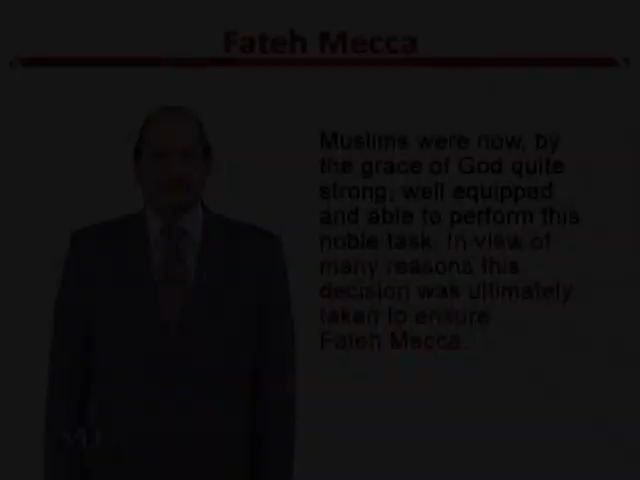 Fateh Mecca
Muslims were now, by
the grace of God quite
strong, well equipped
and able to perform this
noble task. In view of
many reasons this
decision was ultimately
taken to ensure
Fateh Mecca.